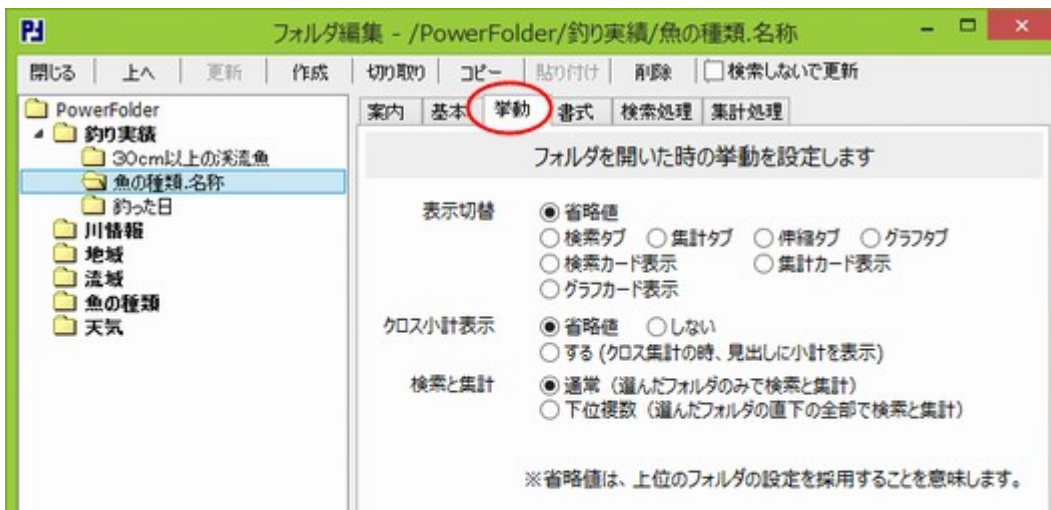 フォルダ編集 - /PowerFolder/釣り実績/魚の種類.名称
閉じる 上へ 更新 作成 切り取り コピー 貼り付け 削除 検索しないで更新
PowerFolder
釣り実績
30cm以上の渓流魚
魚の種類.名称
釣った日
川情報
地域
流域
魚の種類
天気
案内 基本 挙動 書式 検索処理 集計処理
フォルダを開いた時の挙動を設定します
表示切替 省略値
検索タブ 集計タブ 伸縮タブ グラフタブ
検索カード表示 集計カード表示
グラフカード表示
クロス小計表示 省略値 しない
する (クロス集計の時、見出しに小計を表示)
検索と集計 通常 (選んだフォルダのみで検索と集計)
下位複数 (選んだフォルダの直下の全部で検索と集計)
※省略値は、上位のフォルダの設定を採用することを意味します。